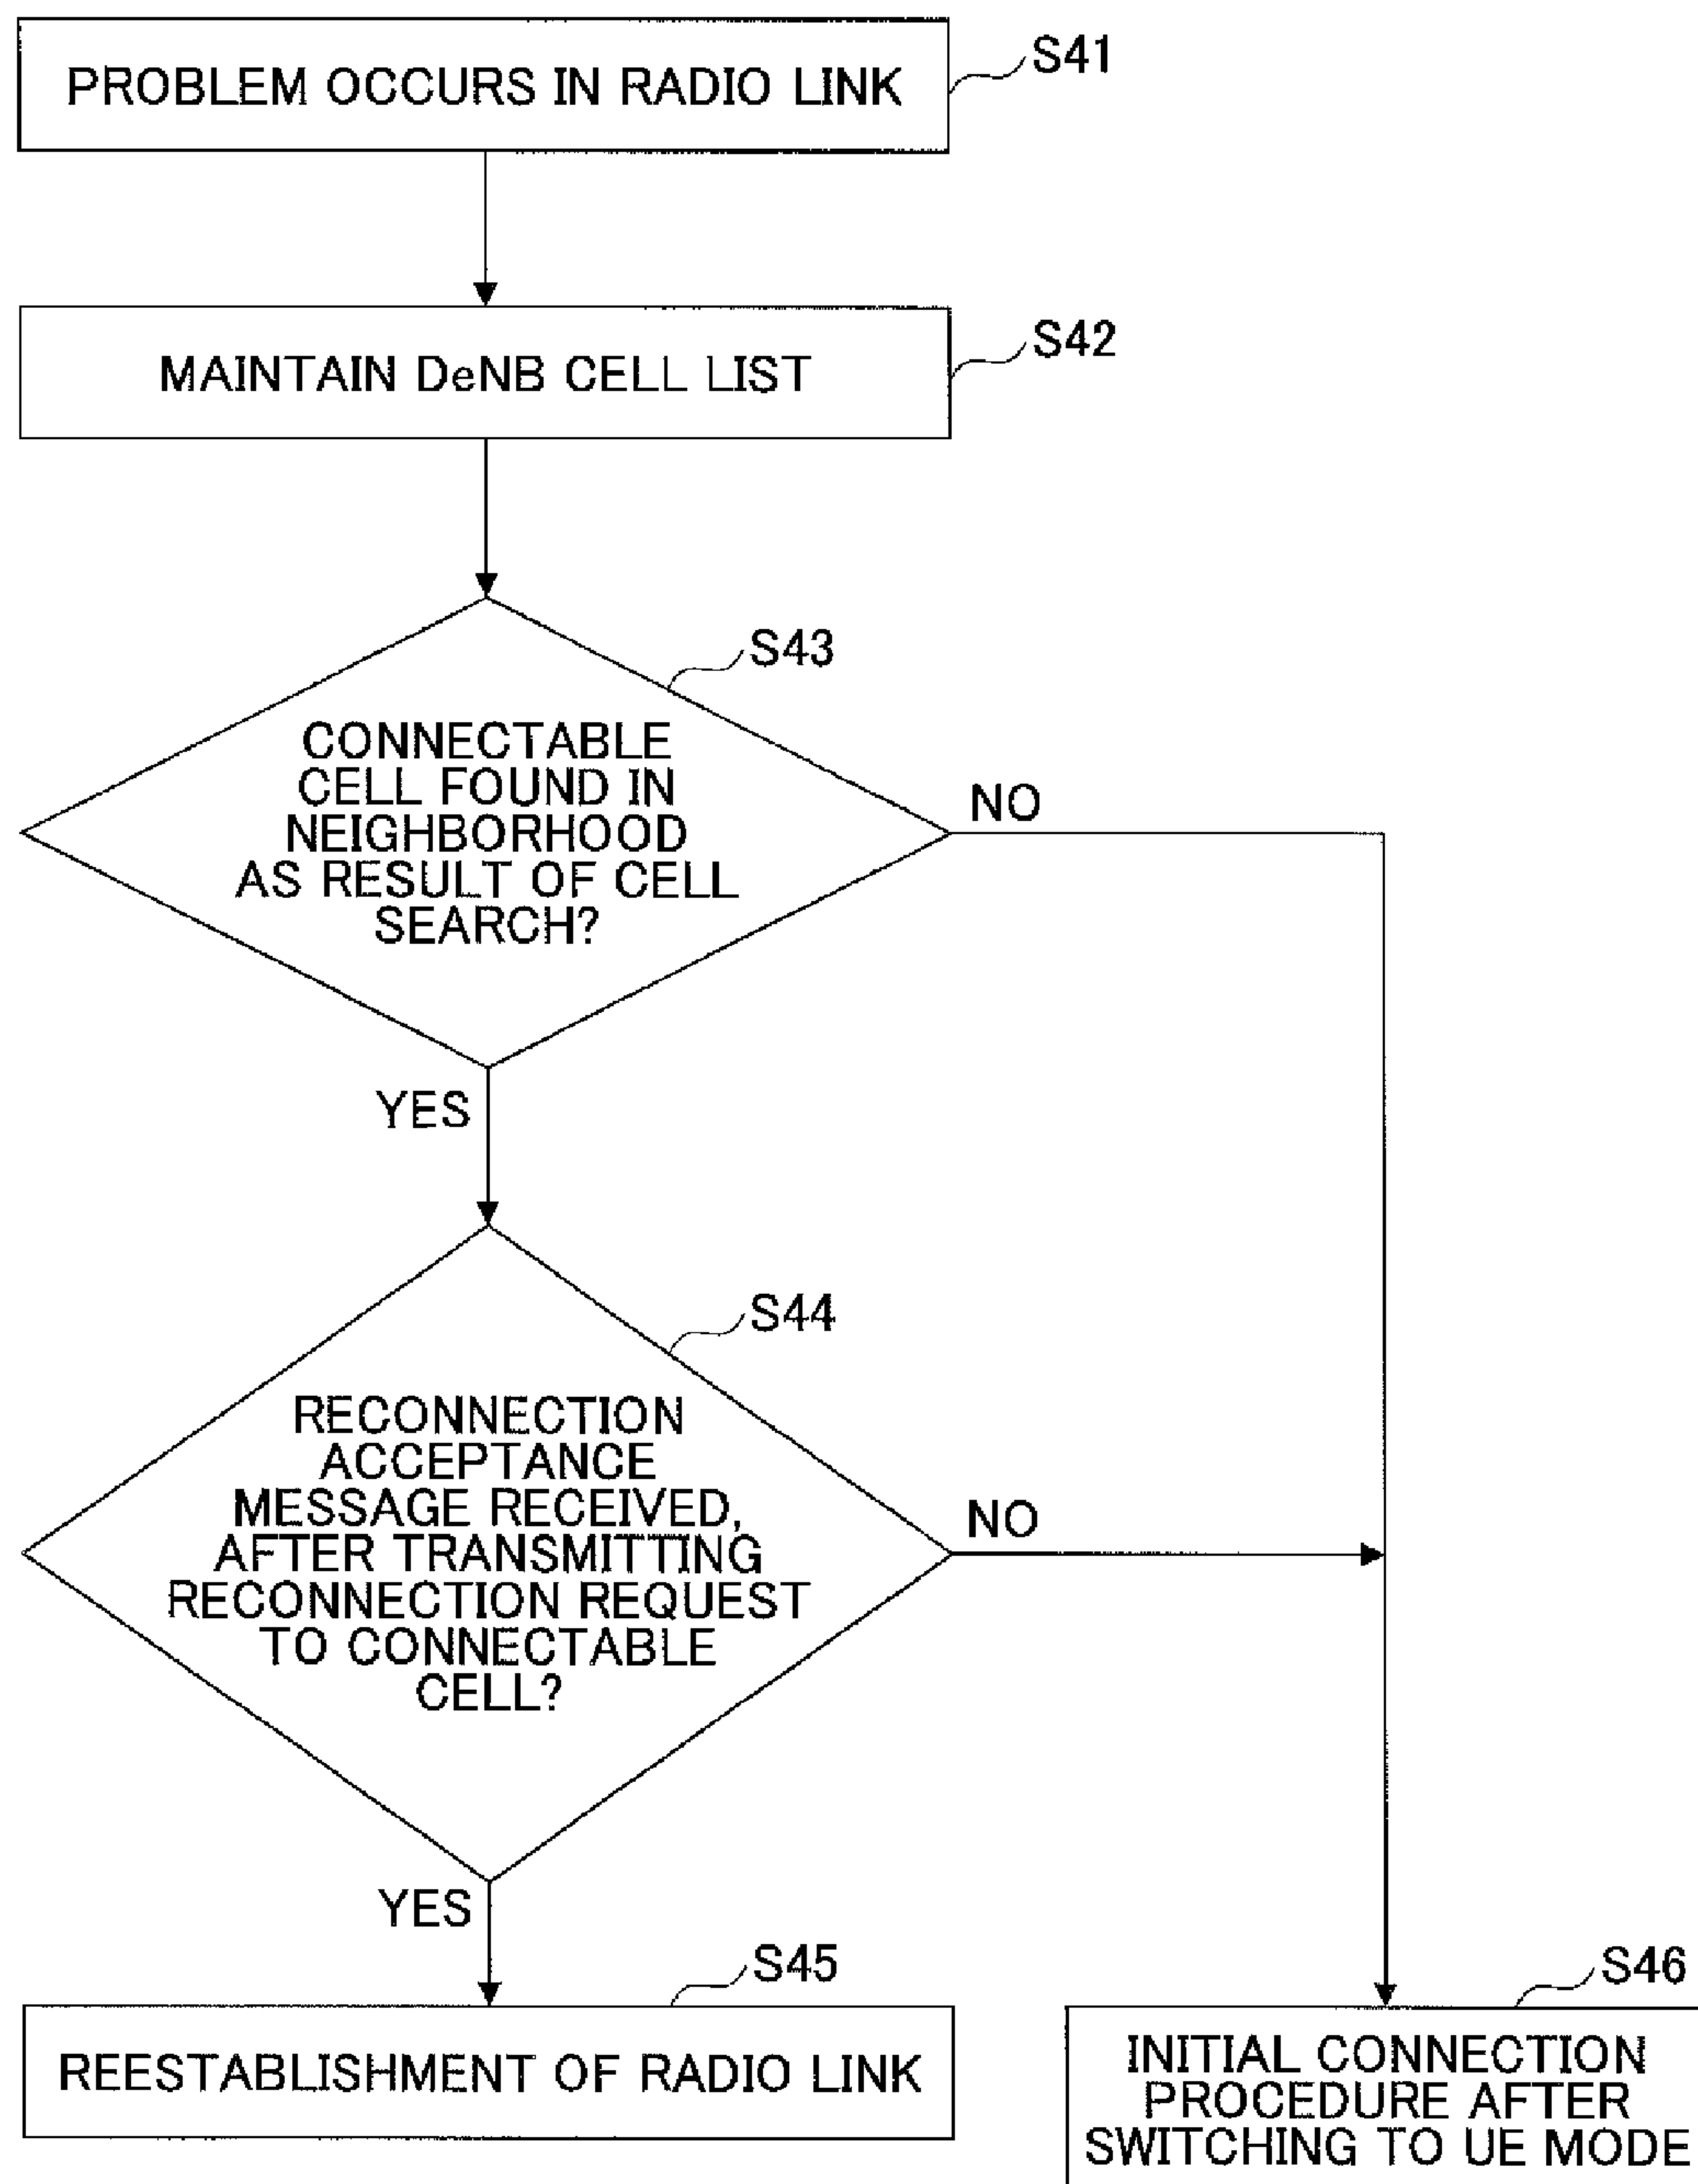 PROBLEM OCCURS IN RADIO LINK
S41
MAINTAIN DeNB CELL LIST
S42
S43
CONNECTABLE
CELL FOUND IN
NEIGHBORHOOD
AS RESULT OF CELL
SEARCH?
NO
YES
S44
RECONNECTION
ACCEPTANCE
MESSAGE RECEIVED,
AFTER TRANSMITTING
RECONNECTION REQUEST
TO CONNECTABLE
CELL?
NO
YES
S45
REESTABLISHMENT OF RADIO LINK
S46
INITIAL CONNECTION
PROCEDURE AFTER
SWITCHING TO UE MODE